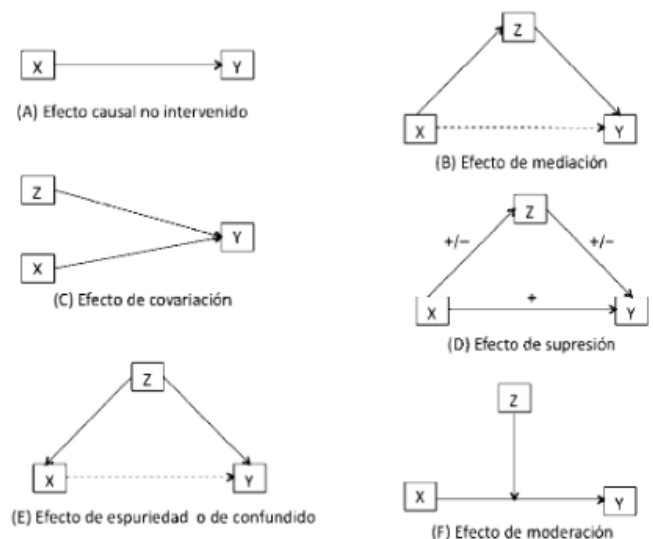 X
Y
(A) Efecto causal no intervenido
Z
X
Y
(B) Efecto de mediación
Z
X
Y
(C) Efecto de covariación
Z
+/−
+/−
+
X
Y
(D) Efecto de supresión
Z
X
Y
(E) Efecto de espuriedad o de confundido
Z
X
Y
(F) Efecto de moderación